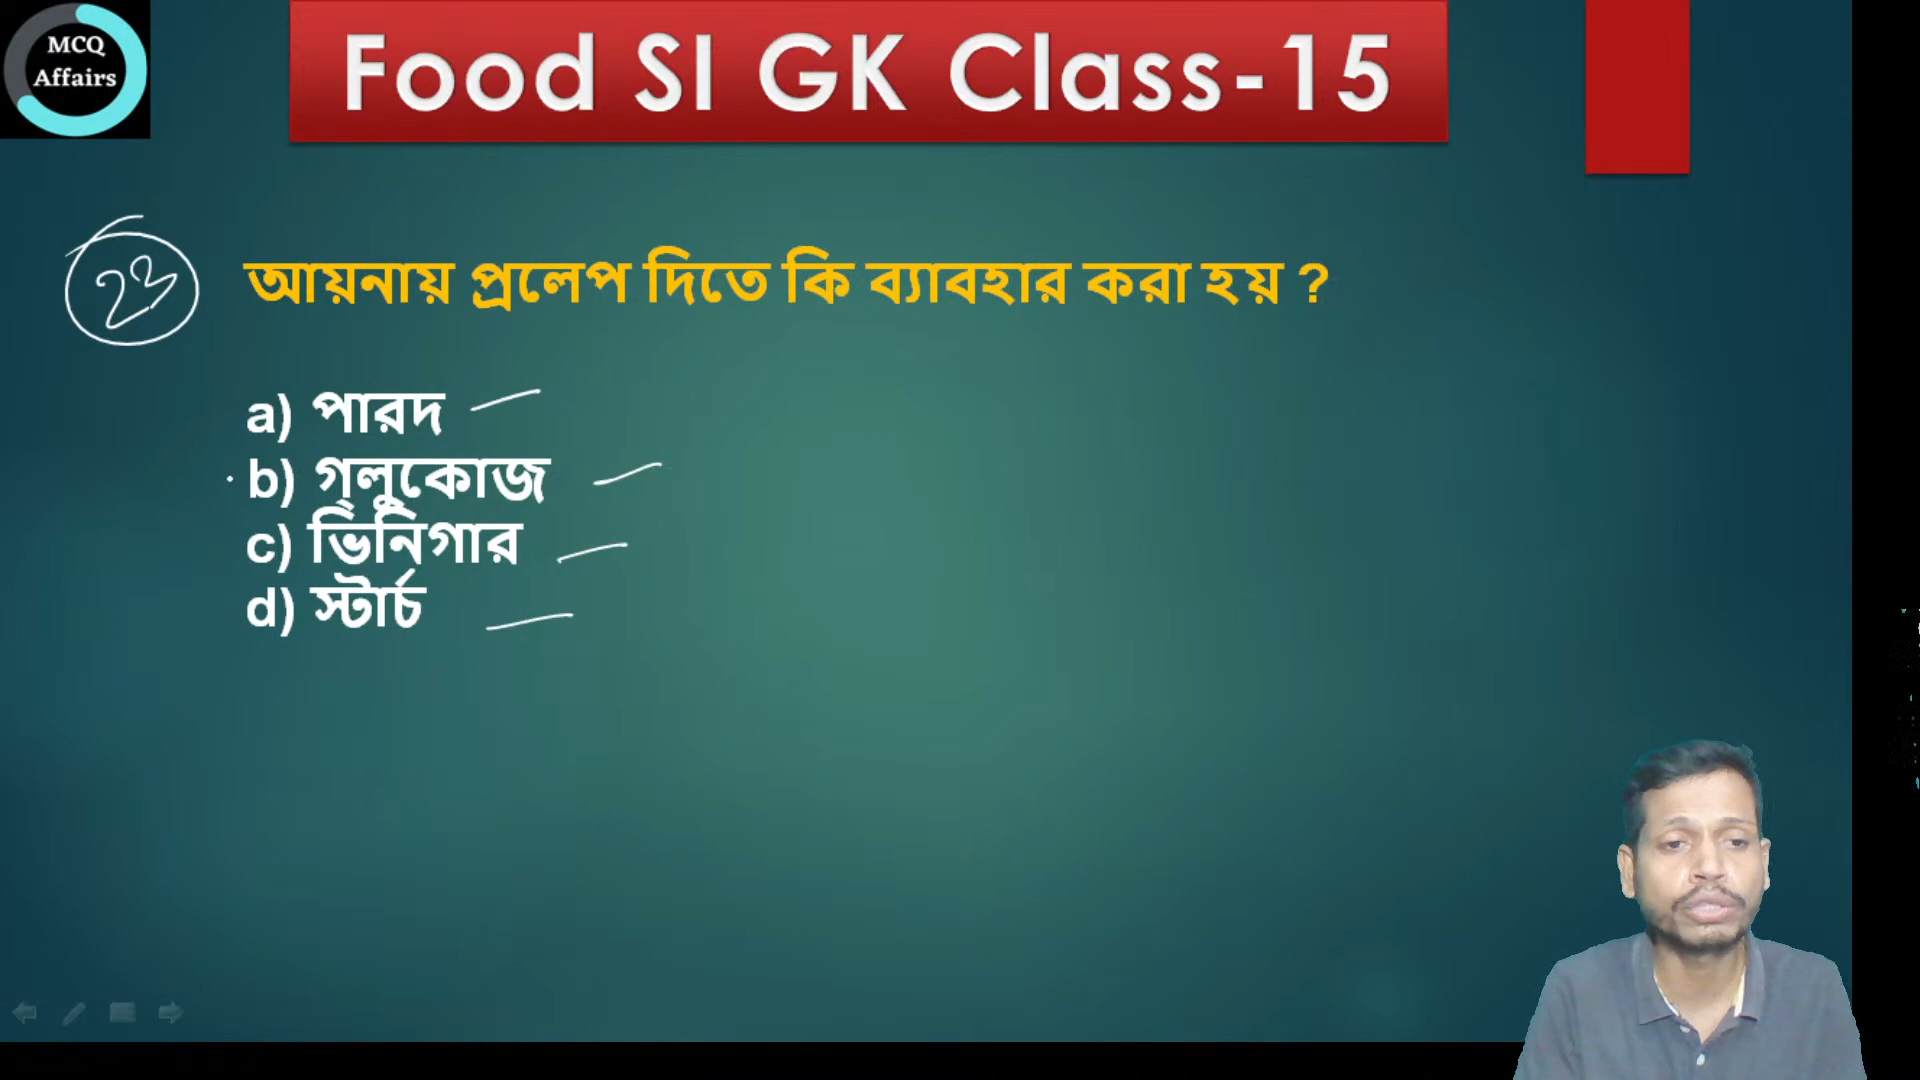 MCQ
Affairs
Food SI GK Class-15
23
আয়নায় প্রলেপ দিতে কি ব্যাবহার করা হয় ?
a) পারদ
b) গ্লুকোজ
c) ভিনিগার
d) স্টার্চ